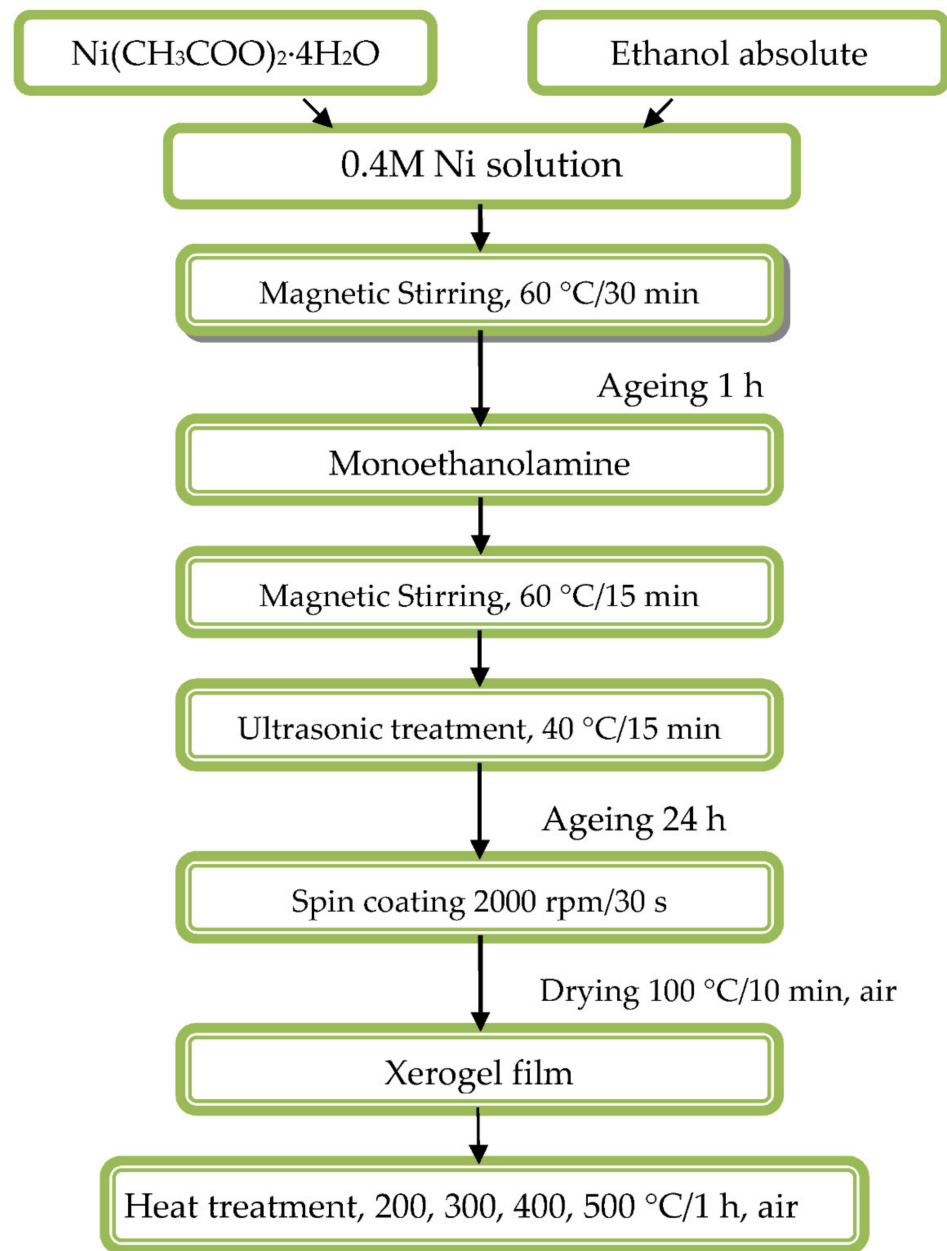 Ni(CH₃COO)₂·4H₂O
Ethanol absolute
0.4M Ni solution
Magnetic Stirring, 60 °C/30 min
Ageing 1 h
Monoethanolamine
Magnetic Stirring, 60 °C/15 min
Ultrasonic treatment, 40 °C/15 min
Ageing 24 h
Spin coating 2000 rpm/30 s
Drying 100 °C/10 min, air
Xerogel film
Heat treatment, 200, 300, 400, 500 °C/1 h, air